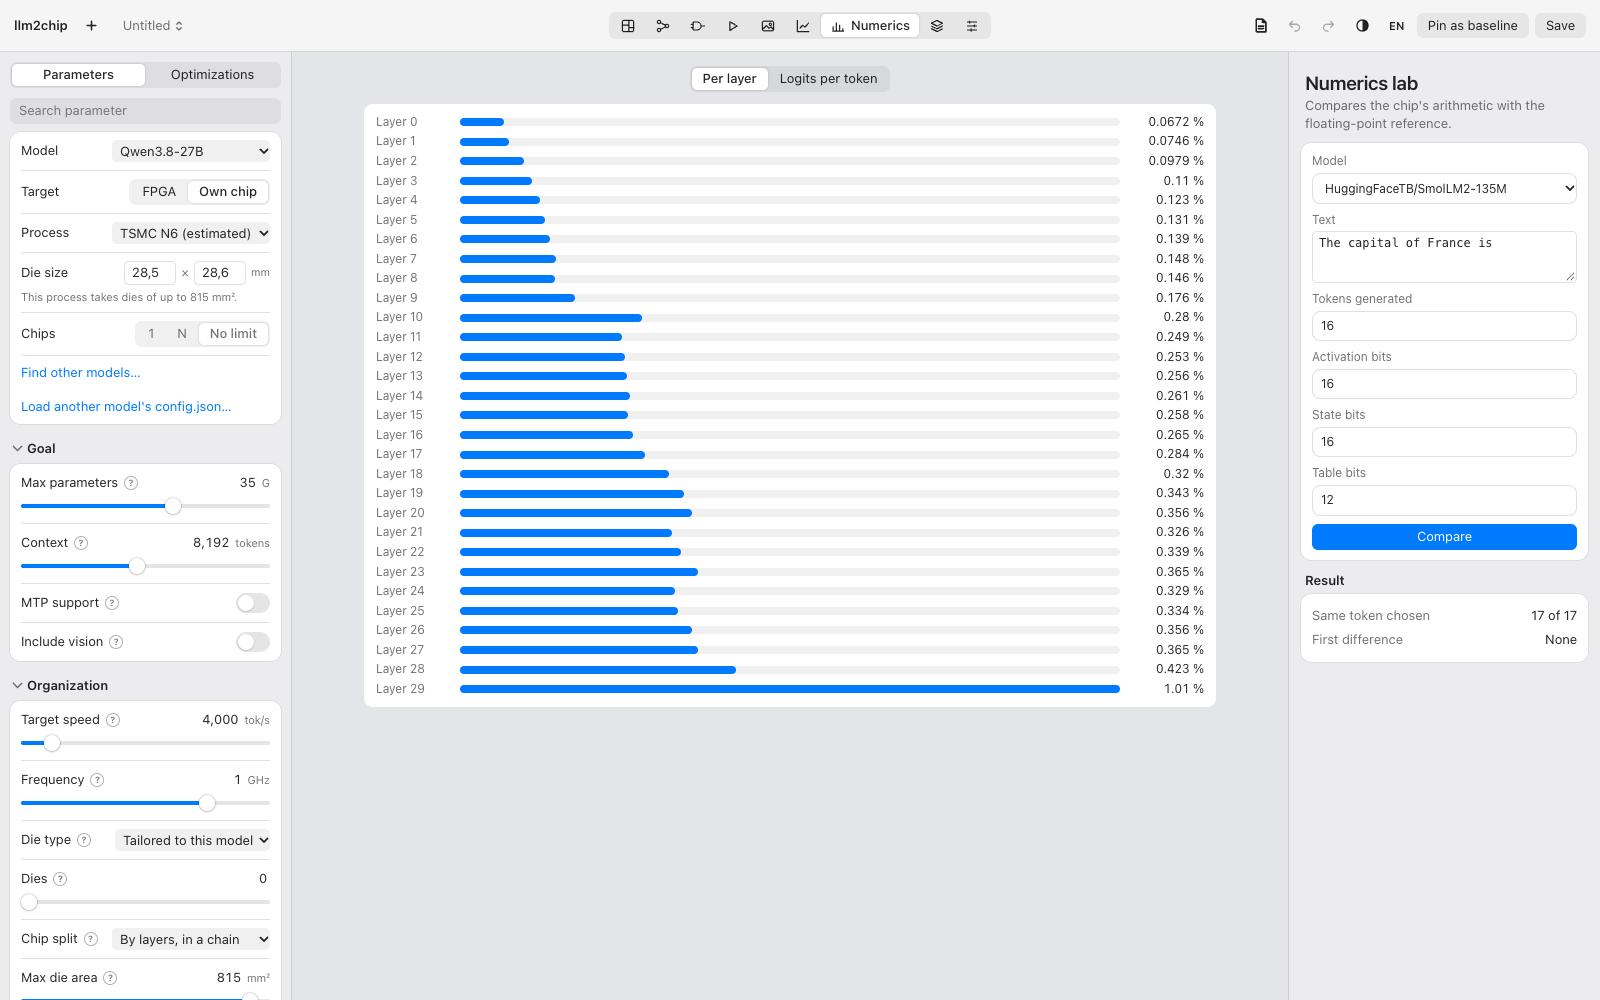 llm2chip
Untitled
Numerics
EN
Pin as baseline
Save
Parameters
Optimizations
Search parameter
Model
Qwen3.8-27B
Target
FPGA
Own chip
Process
TSMC N6 (estimated)
Die size
28,5 × 28,6 mm
This process takes dies of up to 815 mm².
Chips
1
N
No limit
Find other models...
Load another model's config.json...
Goal
Max parameters ? 35 G
Context ? 8,192 tokens
MTP support ?
Include vision ?
Organization
Target speed ? 4,000 tok/s
Frequency ? 1 GHz
Die type ? Tailored to this model
Dies ? 0
Chip split ? By layers, in a chain
Max die area ? 815 mm²
Per layer
Logits per token
Layer 0 0.0672 %
Layer 1 0.0746 %
Layer 2 0.0979 %
Layer 3 0.11 %
Layer 4 0.123 %
Layer 5 0.131 %
Layer 6 0.139 %
Layer 7 0.148 %
Layer 8 0.146 %
Layer 9 0.176 %
Layer 10 0.28 %
Layer 11 0.249 %
Layer 12 0.253 %
Layer 13 0.256 %
Layer 14 0.261 %
Layer 15 0.258 %
Layer 16 0.265 %
Layer 17 0.284 %
Layer 18 0.32 %
Layer 19 0.343 %
Layer 20 0.356 %
Layer 21 0.326 %
Layer 22 0.339 %
Layer 23 0.365 %
Layer 24 0.329 %
Layer 25 0.334 %
Layer 26 0.356 %
Layer 27 0.365 %
Layer 28 0.423 %
Layer 29 1.01 %
Numerics lab
Compares the chip's arithmetic with the
floating-point reference.
Model
HuggingFaceTB/SmolLM2-135M
Text
The capital of France is
Tokens generated
16
Activation bits
16
State bits
16
Table bits
12
Compare
Result
Same token chosen 17 of 17
First difference None